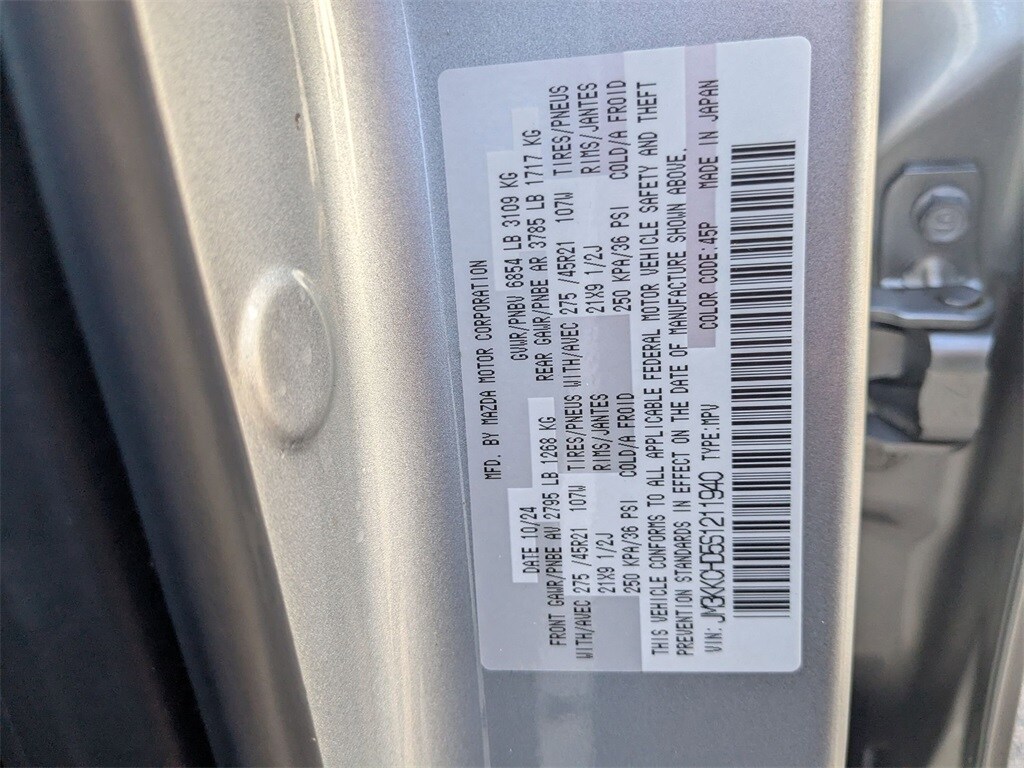 MFD. BY MAZDA MOTOR CORPORATION
DATE 10/24 GVWR/PNBV 6854 LB 3109 KG
FRONT GAWR/PNBE AV 2795 LB 1268 KG REAR GAWR/PNBE AR 3785 LB 1717 KG
WITH/AVEC 275 /45R21 107W TIRES/PNEUS WITH/AVEC 275 /45R21 107W TIRES/PNEUS
21X9 1/2J RIMS/JANTES 21X9 1/2J RIMS/JANTES
250 KPA/36 PSI COLD/A FROID 250 KPA/36 PSI COLD/A FROID
THIS VEHICLE CONFORMS TO ALL APPLICABLE FEDERAL MOTOR VEHICLE SAFETY AND THEFT
PREVENTION STANDARDS IN EFFECT ON THE DATE OF MANUFACTURE SHOWN ABOVE.
VIN: JM3KKCHD5S1211940 TYPE:MPV COLOR CODE:45P MADE IN JAPAN